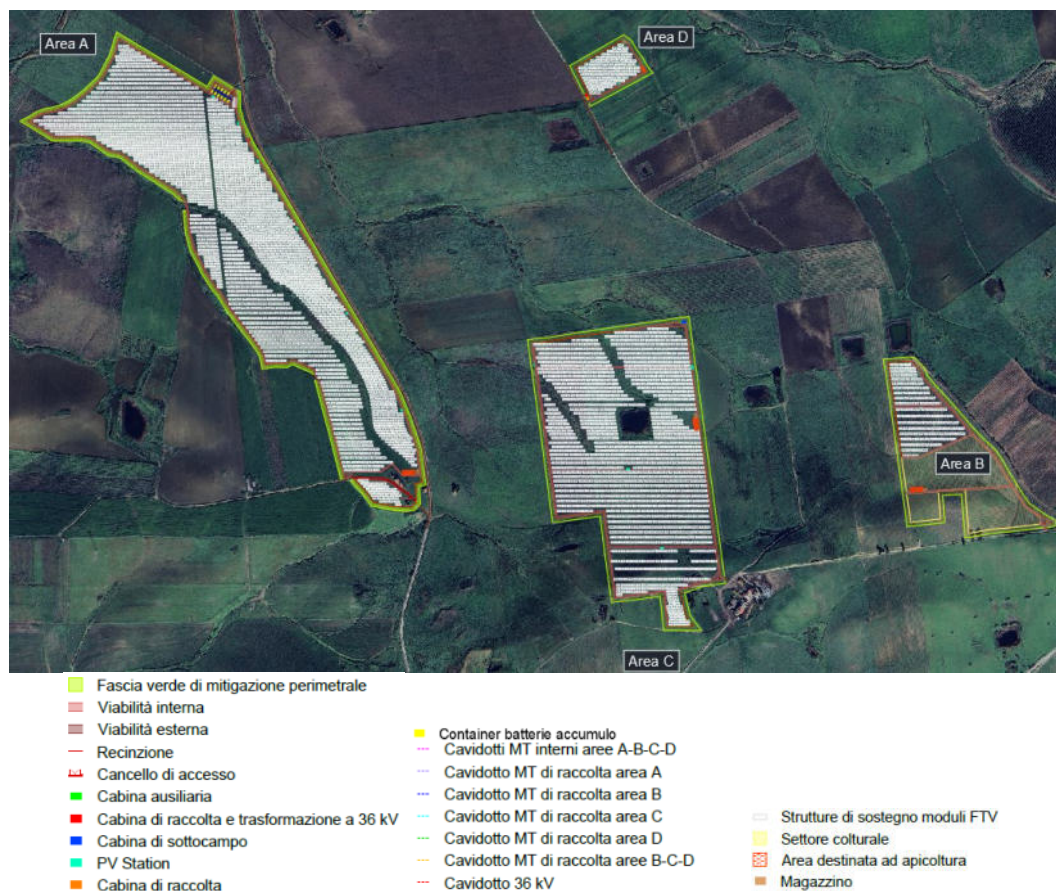 Area A
Area D
Area B
Area C
Fascia verde di mitigazione perimetrale
Viabilità interna
Viabilità esterna
Recinzione
Cancello di accesso
Cabina ausiliaria
Cabina di raccolta e trasformazione a 36 kV
Cabina di sottocampo
PV Station
Cabina di raccolta
Container batterie accumulo
Cavidotti MT interni aree A-B-C-D
Cavidotto MT di raccolta area A
Cavidotto MT di raccolta area B
Cavidotto MT di raccolta area C
Cavidotto MT di raccolta area D
Cavidotto MT di raccolta aree B-C-D
Cavidotto 36 kV
Strutture di sostegno moduli FTV
Settore colturale
Area destinata ad apicoltura
Magazzino